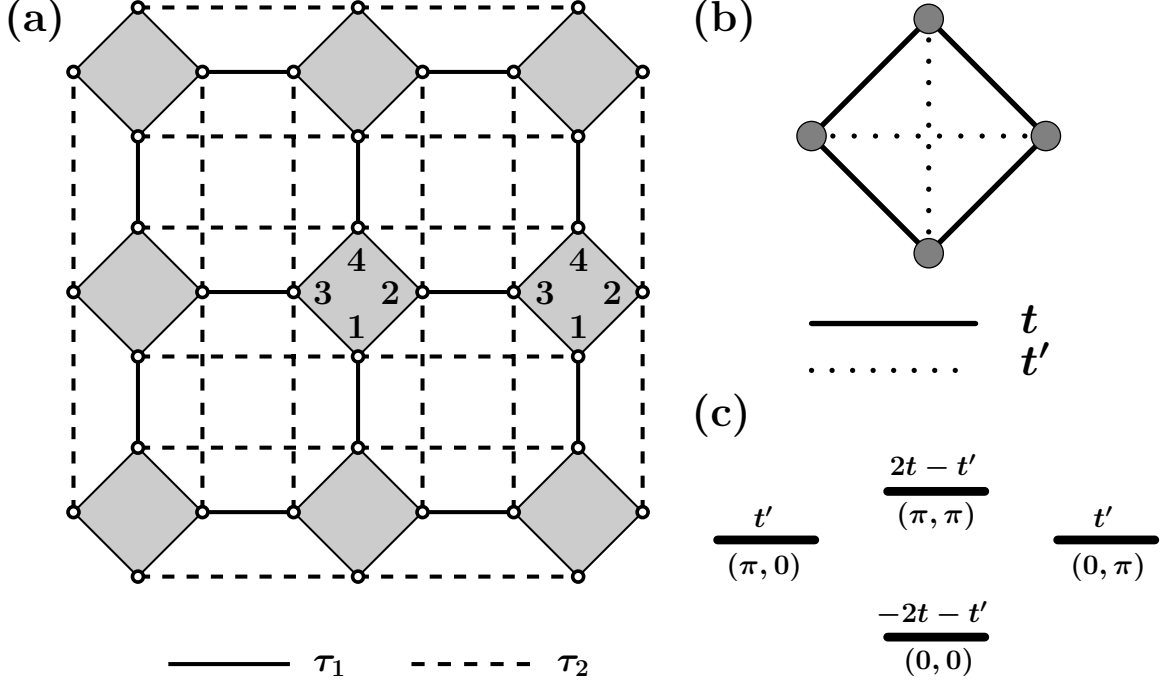 (a)
4
3 2
1
4
3 2
1
τ₁
τ₂
(b)
t
t′
(c)
2t − t′
(π, π)
t′
(π, 0)
t′
(0, π)
−2t − t′
(0, 0)